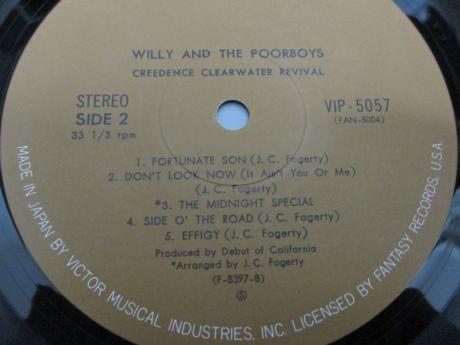 WILLY AND THE POORBOYS
CREEDENCE CLEARWATER REVIVAL
STEREO
SIDE 2
33 1/3 rpm
VIP-5057
(FAN-5004)
1. FORTUNATE SON (J. C. Fogerty)
2. DON'T LOOK NOW (It Ain't You Or Me)
(J. C. Fogerty)
*3. THE MIDNIGHT SPECIAL
4. SIDE O' THE ROAD (J. C. Fogerty)
5. EFFIGY (J. C. Fogerty)
Produced by Debut of California
*Arranged by J. C. Fogerty
(F-8397-B)
MADE IN JAPAN BY VICTOR MUSICAL INDUSTRIES, INC. LICENSED BY FANTASY RECORDS, U.S.A.